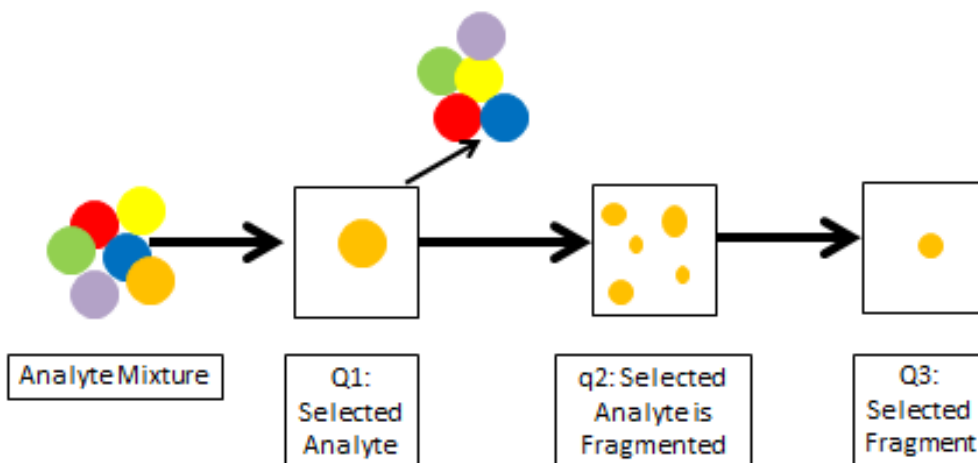 Analyte Mixture
Q1:
Selected
Analyte
q2: Selected
Analyte is
Fragmented
Q3:
Selected
Fragment